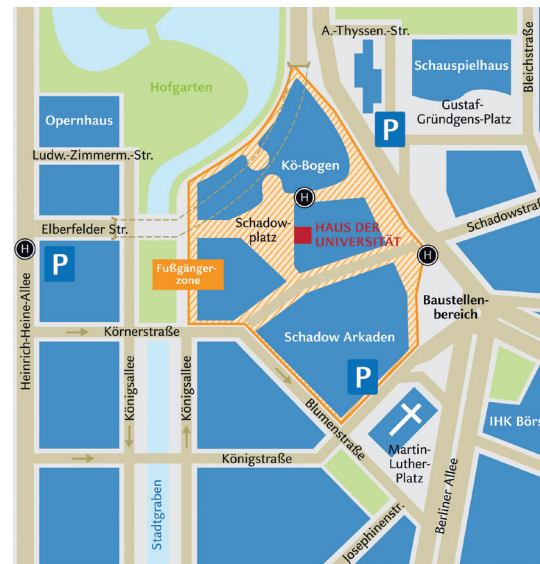 A.-Thyssen.-Str.
Schauspielhaus
Bleichstraße
Hofgarten
Gustaf-
Gründgens-Platz
Opernhaus
P
Ludw.-Zimmerm.-Str.
Kö-Bogen
H
Elberfelder Str.
Schadow-
platz
HAUS DER
UNIVERSITÄT
Schadowstraß
H
H
P
Fußgänger-
zone
Baustellen-
bereich
Heinrich-Heine-Allee
Körnerstraße
Schadow Arkaden
P
Königsallee
Königsallee
Blumenstraße
IHK Börs
Martin-
Luther-
Platz
Königstraße
Stadtgraben
Berliner Allee
Josephinenstr.